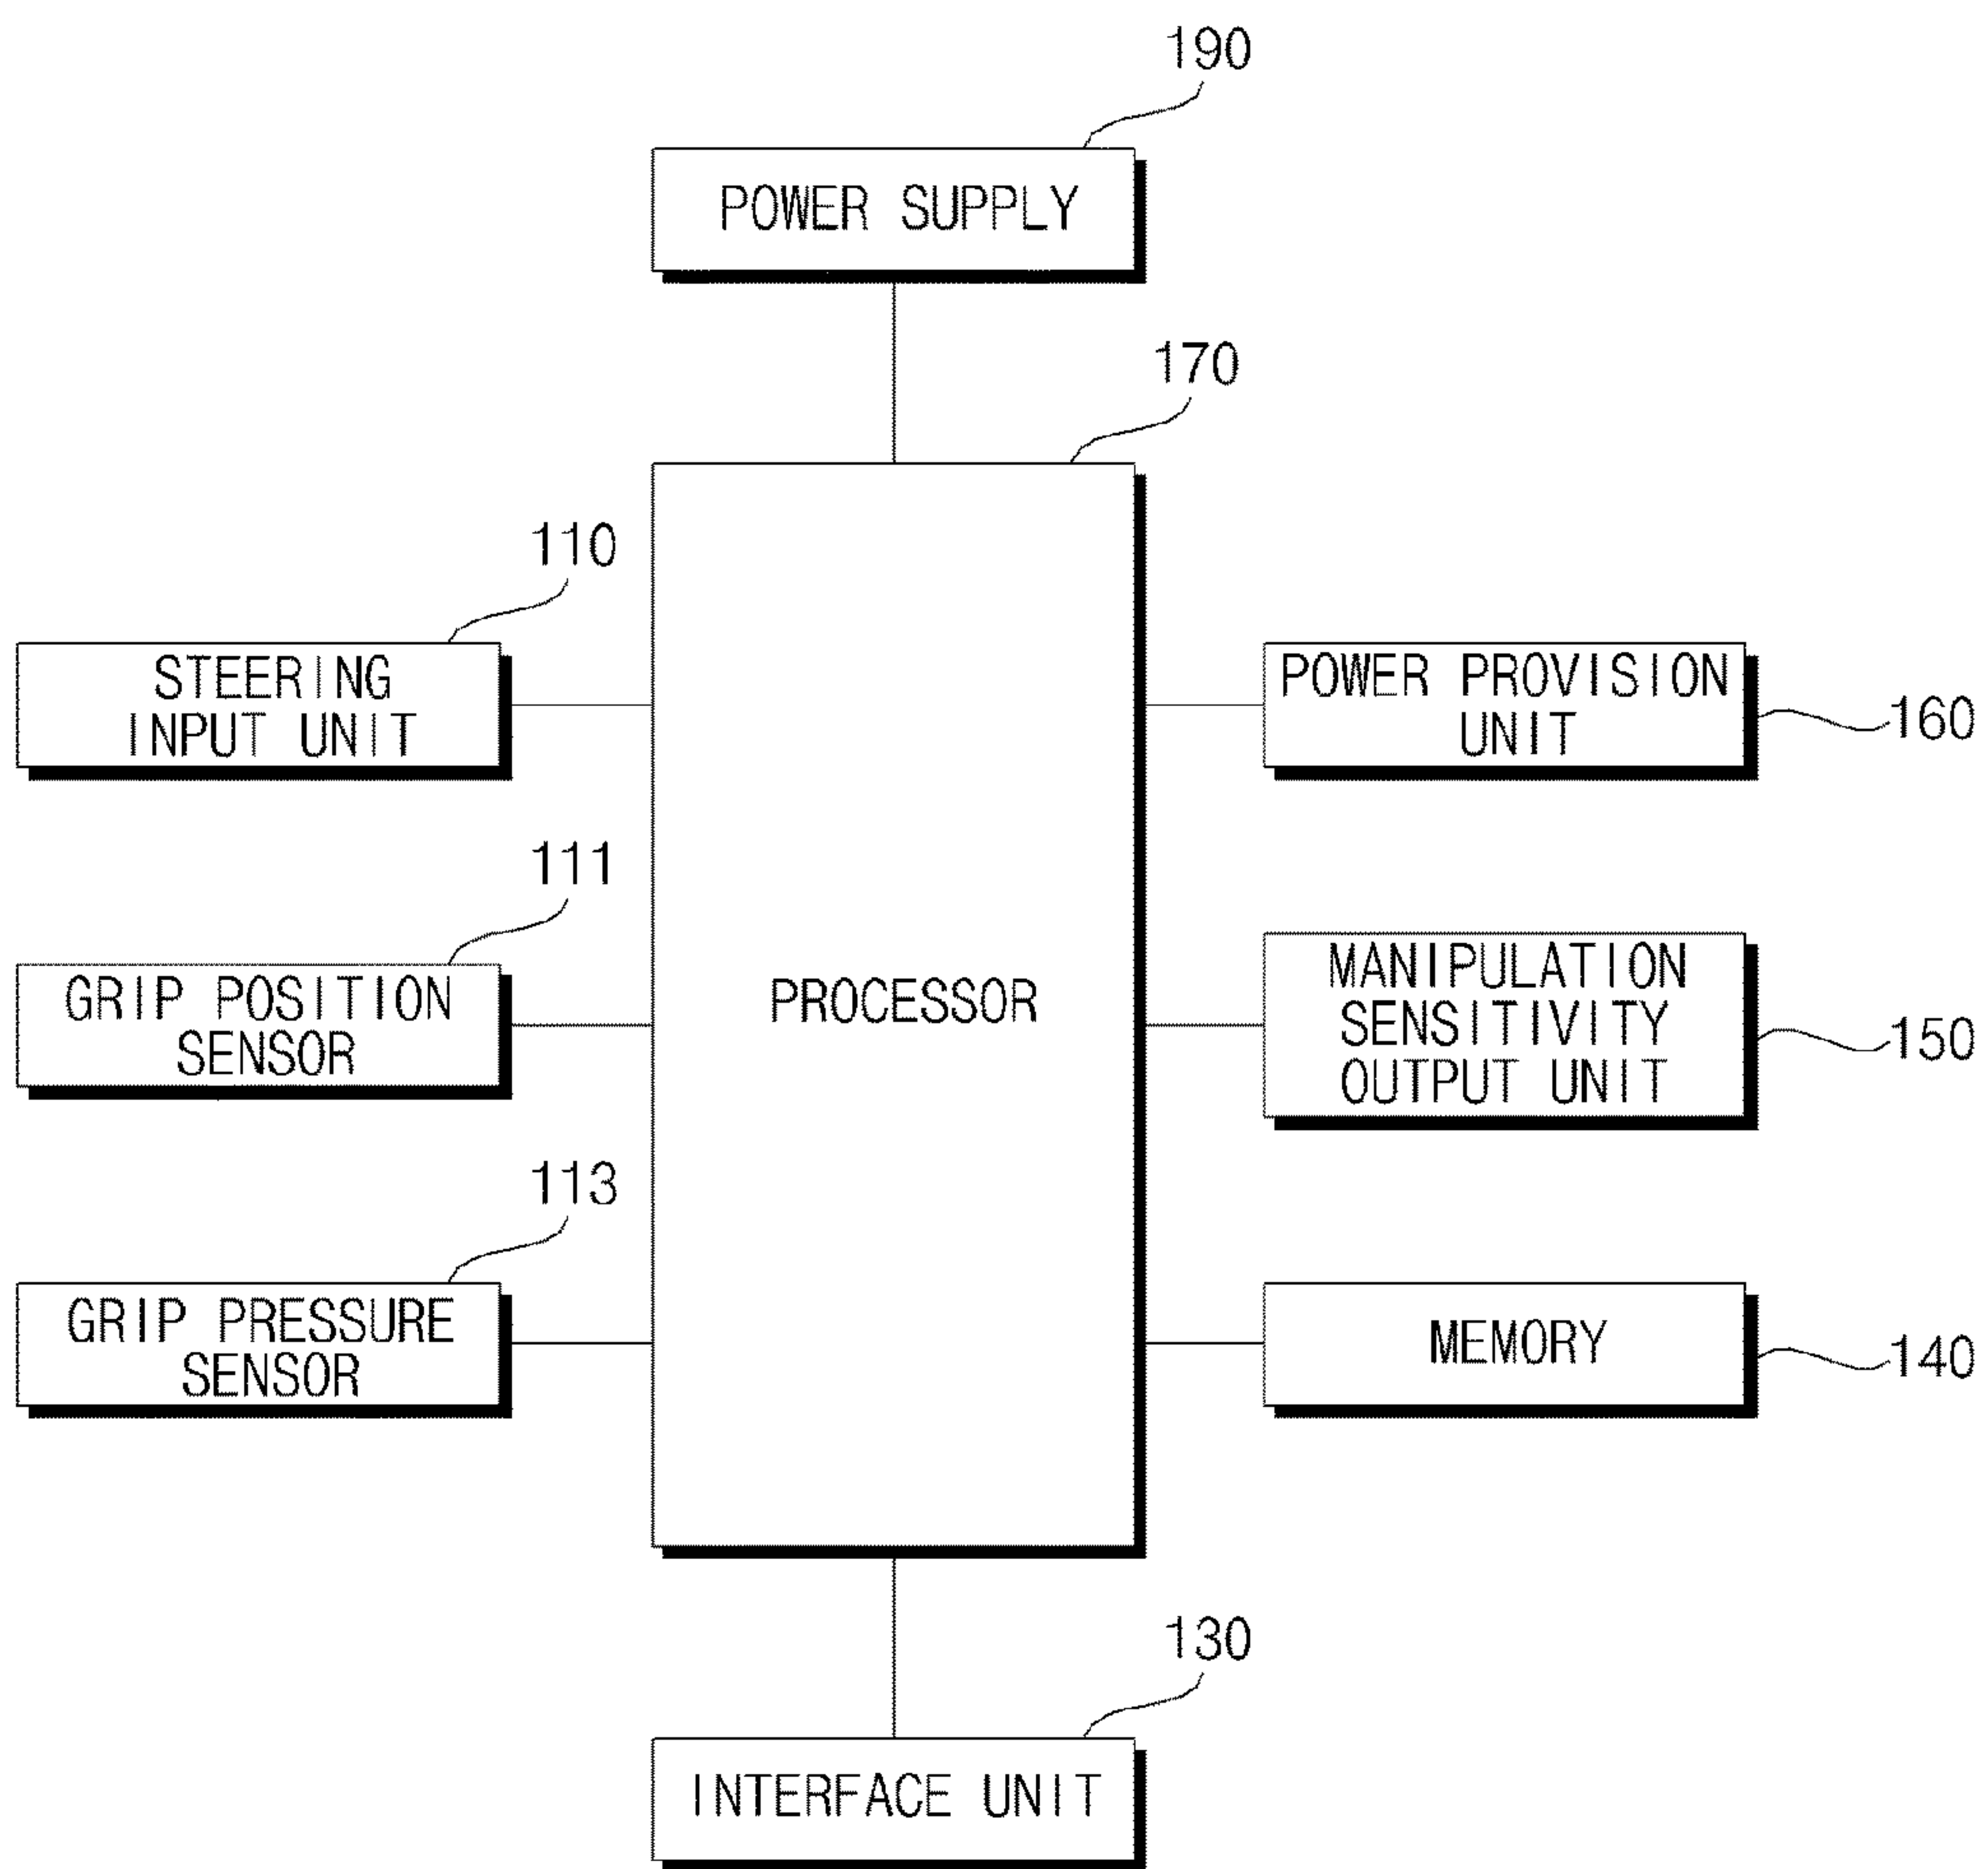 190
POWER SUPPLY
170
110
STEERING
INPUT UNIT
POWER PROVISION
UNIT
160
111
GRIP POSITION
SENSOR
PROCESSOR
MANIPULATION
SENSITIVITY
OUTPUT UNIT
150
113
GRIP PRESSURE
SENSOR
MEMORY
140
130
INTERFACE UNIT